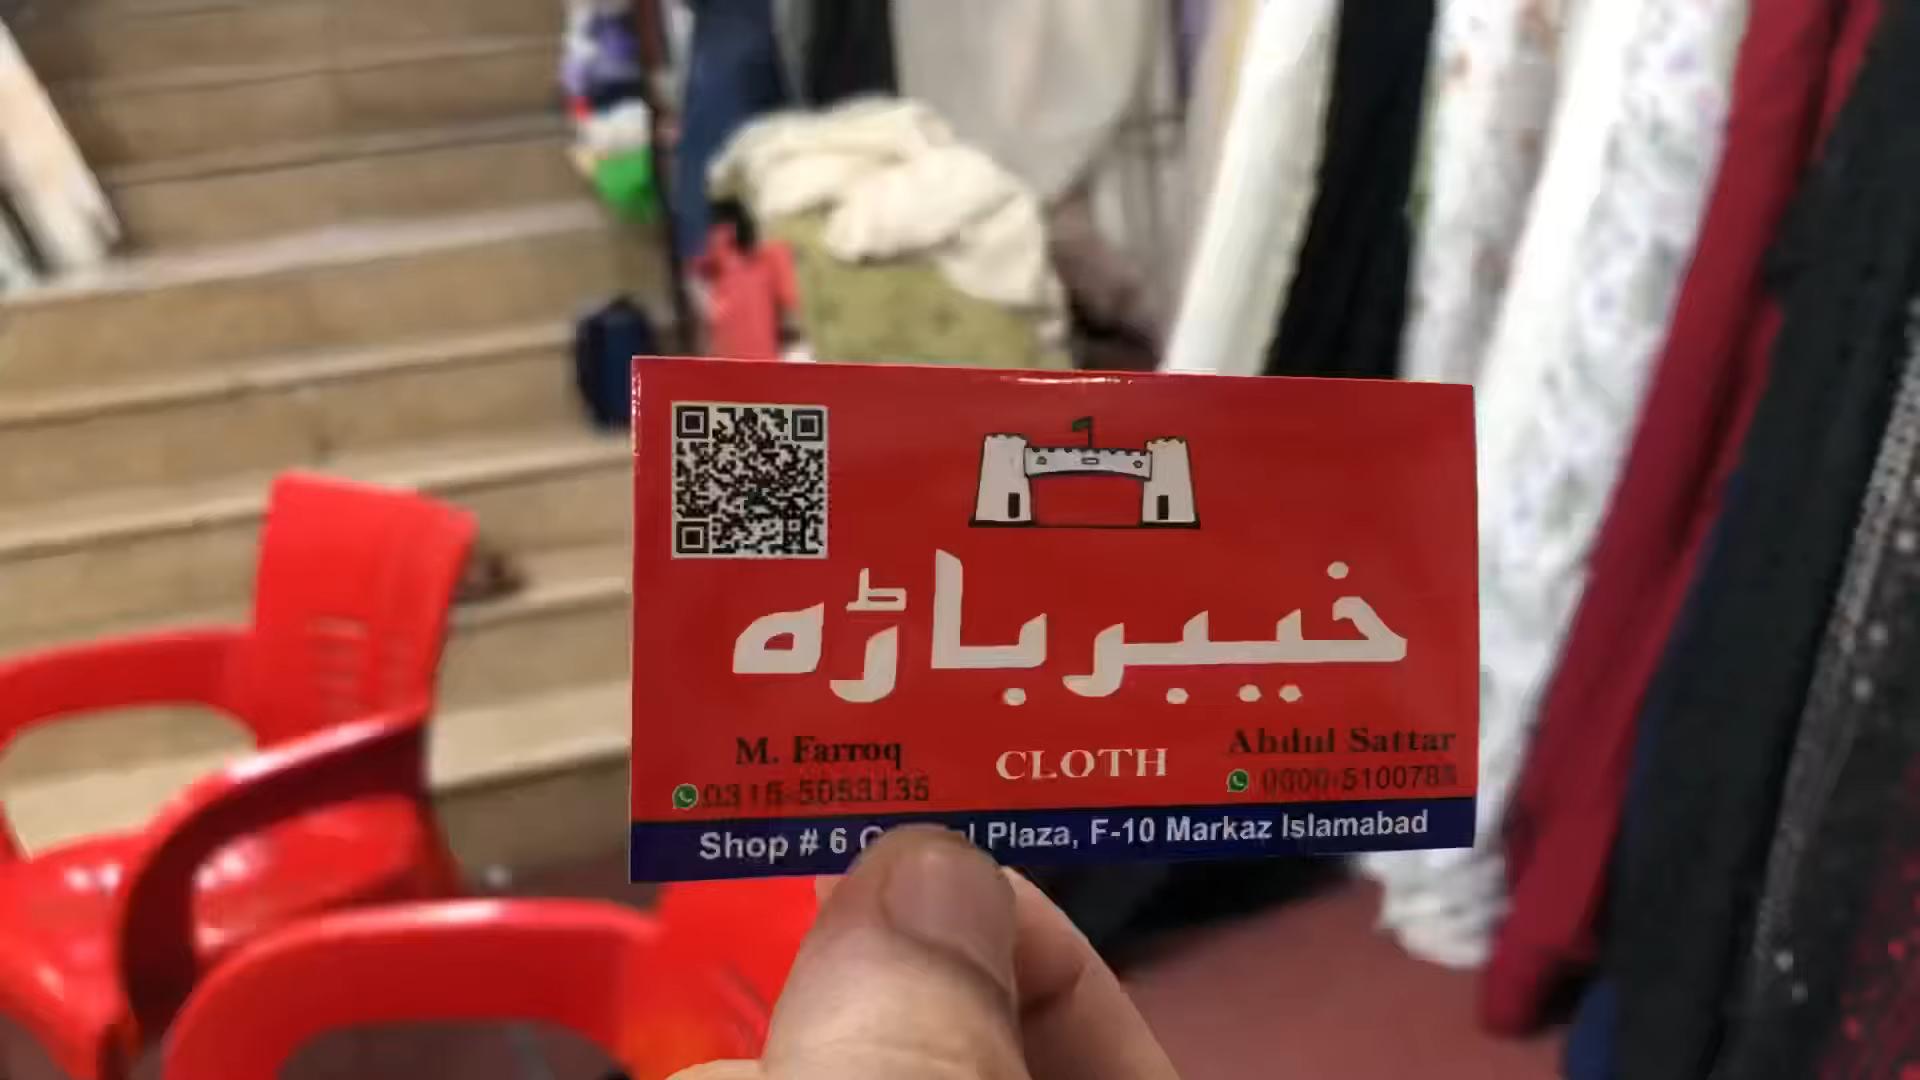 خیبر باڑہ
M. Farroq
CLOTH
Abdul Sattar
Shop # 6 Plaza, F-10 Markaz Islamabad